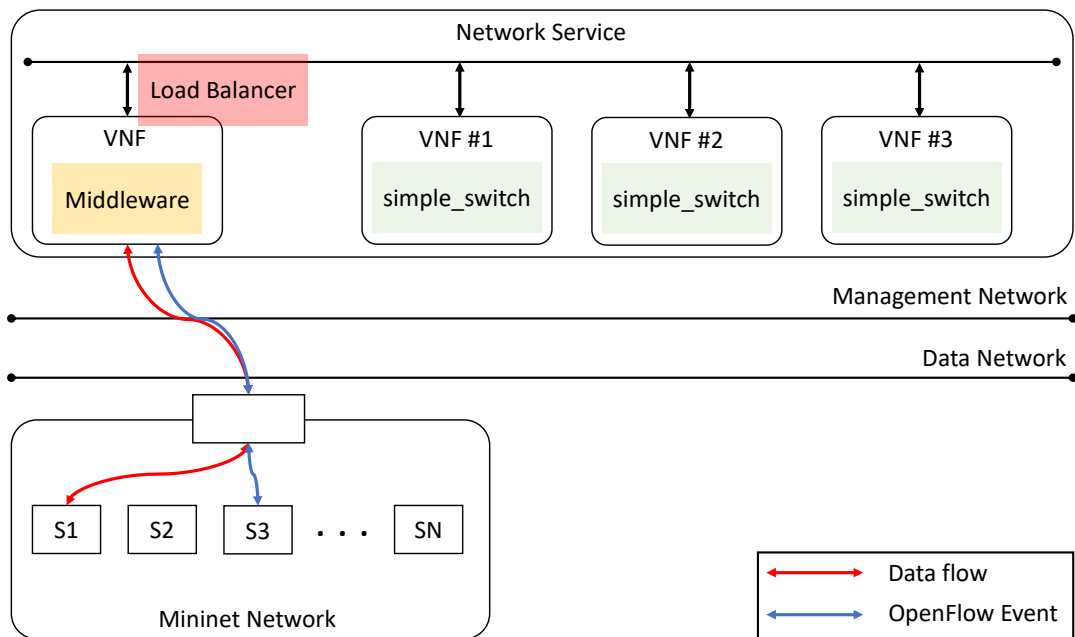 Network Service
Load Balancer
VNF
VNF #1
VNF #2
VNF #3
Middleware
simple_switch
simple_switch
simple_switch
Management Network
Data Network
S1
S2
S3
. . .
SN
Mininet Network
Data flow
OpenFlow Event